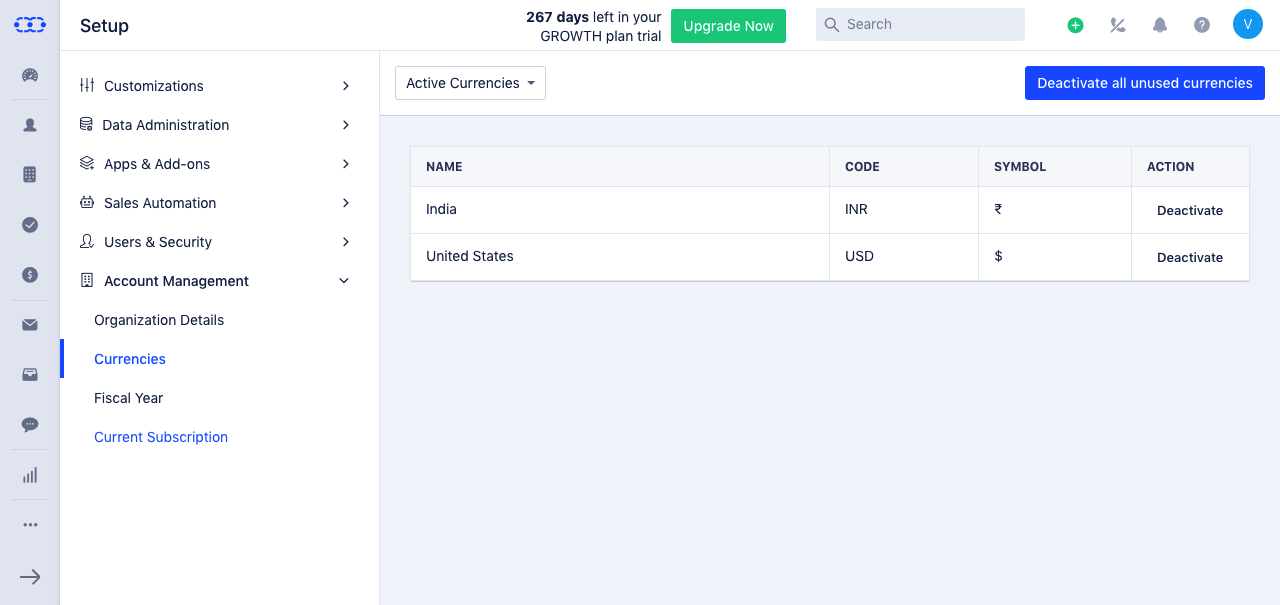 Setup
267 days left in your
GROWTH plan trial
Upgrade Now
Search
V
Customizations
Data Administration
Apps & Add-ons
Sales Automation
Users & Security
Account Management
Organization Details
Currencies
Fiscal Year
Current Subscription
Active Currencies
Deactivate all unused currencies
NAME CODE SYMBOL ACTION
India INR ₹ Deactivate
United States USD $ Deactivate